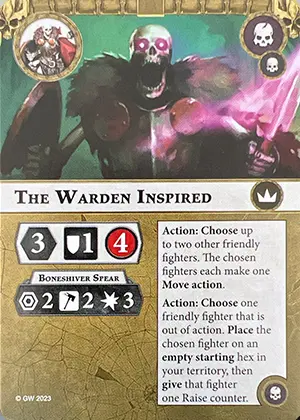 The Warden Inspired
3 1 4
Boneshiver Spear
2 2 3
Action: Choose up
to two other friendly
fighters. The chosen
fighters each make one
Move action.
Action: Choose one
friendly fighter that
is out of action. Place the
chosen fighter on an
empty starting hex in
your territory, then
give that fighter
one Raise counter.
© GW 2023